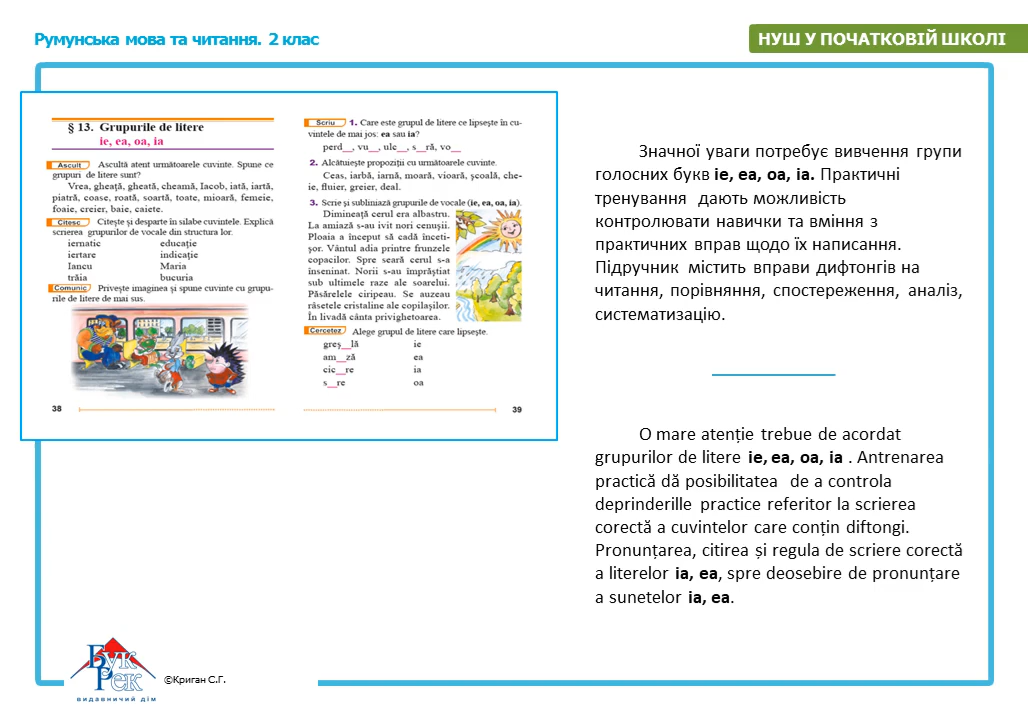 Румунська мова та читання. 2 клас
НУШ У ПОЧАТКОВІЙ ШКОЛІ
§ 13. Grupurile de litere
ie, ea, oa, ia
Ascult Ascultă atent următoarele cuvinte. Spune ce
grupuri de litere sunt?
Vrea, gheață, gheată, cheamă, Iacob, iată, iartă,
piatră, coase, roată, soartă, toate, mioară, femeie,
foaie, creier, baie, caiete.
Citesc Citește și desparte în silabe cuvintele. Explică
scrierea grupurilor de vocale din structura lor.
iernatic educație
iertare indicație
Iancu Maria
trăia bucuria
Comunic Privește imaginea și spune cuvinte cu grupu-
rile de litere de mai sus.
38
Scriu 1. Care este grupul de litere ce lipsește în cu-
vintele de mai jos: ea sau ia?
perd__, vu__, ulc__, s__ră, vo__
2. Alcătuiește propoziții cu următoarele cuvinte.
Ceas, iarbă, iarnă, moară, vioară, școală, che-
ie, fluier, greier, deal.
3. Scrie și subliniază grupurile de vocale (ie, ea, oa, ia).
Dimineață cerul era albastru.
La amiază s-au ivit nori cenușii.
Ploaia a început să cadă înceti-
șor. Vântul adia printre frunzele
copacilor. Spre seară cerul s-a
înseninat. Norii s-au împrăștiat
sub ultimele raze ale soarelui.
Păsărelele ciripeau. Se auzeau
râsetele cristaline ale copilașilor.
În livadă cânta privighetoarea.
Cercetez Alege grupul de litere care lipsește.
greș__lă ie
am__ză ea
cic__re ia
s__re oa
39
Значної уваги потребує вивчення групи
голосних букв ie, ea, oa, ia. Практичні
тренування дають можливість
контролювати навички та вміння з
практичних вправ щодо їх написання.
Підручник містить вправи дифтонгів на
читання, порівняння, спостереження, аналіз,
систематизацію.
O mare atenție trebue de acordat
grupurilor de litere ie, ea, oa, ia . Antrenarea
practică dă posibilitatea de a controla
deprinderille practice referitor la scrierea
corectă a cuvintelor care conțin diftongi.
Pronunțarea, citirea și regula de scriere corectă
a literelor ia, ea, spre deosebire de pronunțare
a sunetelor ia, ea.
Бук
Рек
видавничий дім
©Криган С.Г.